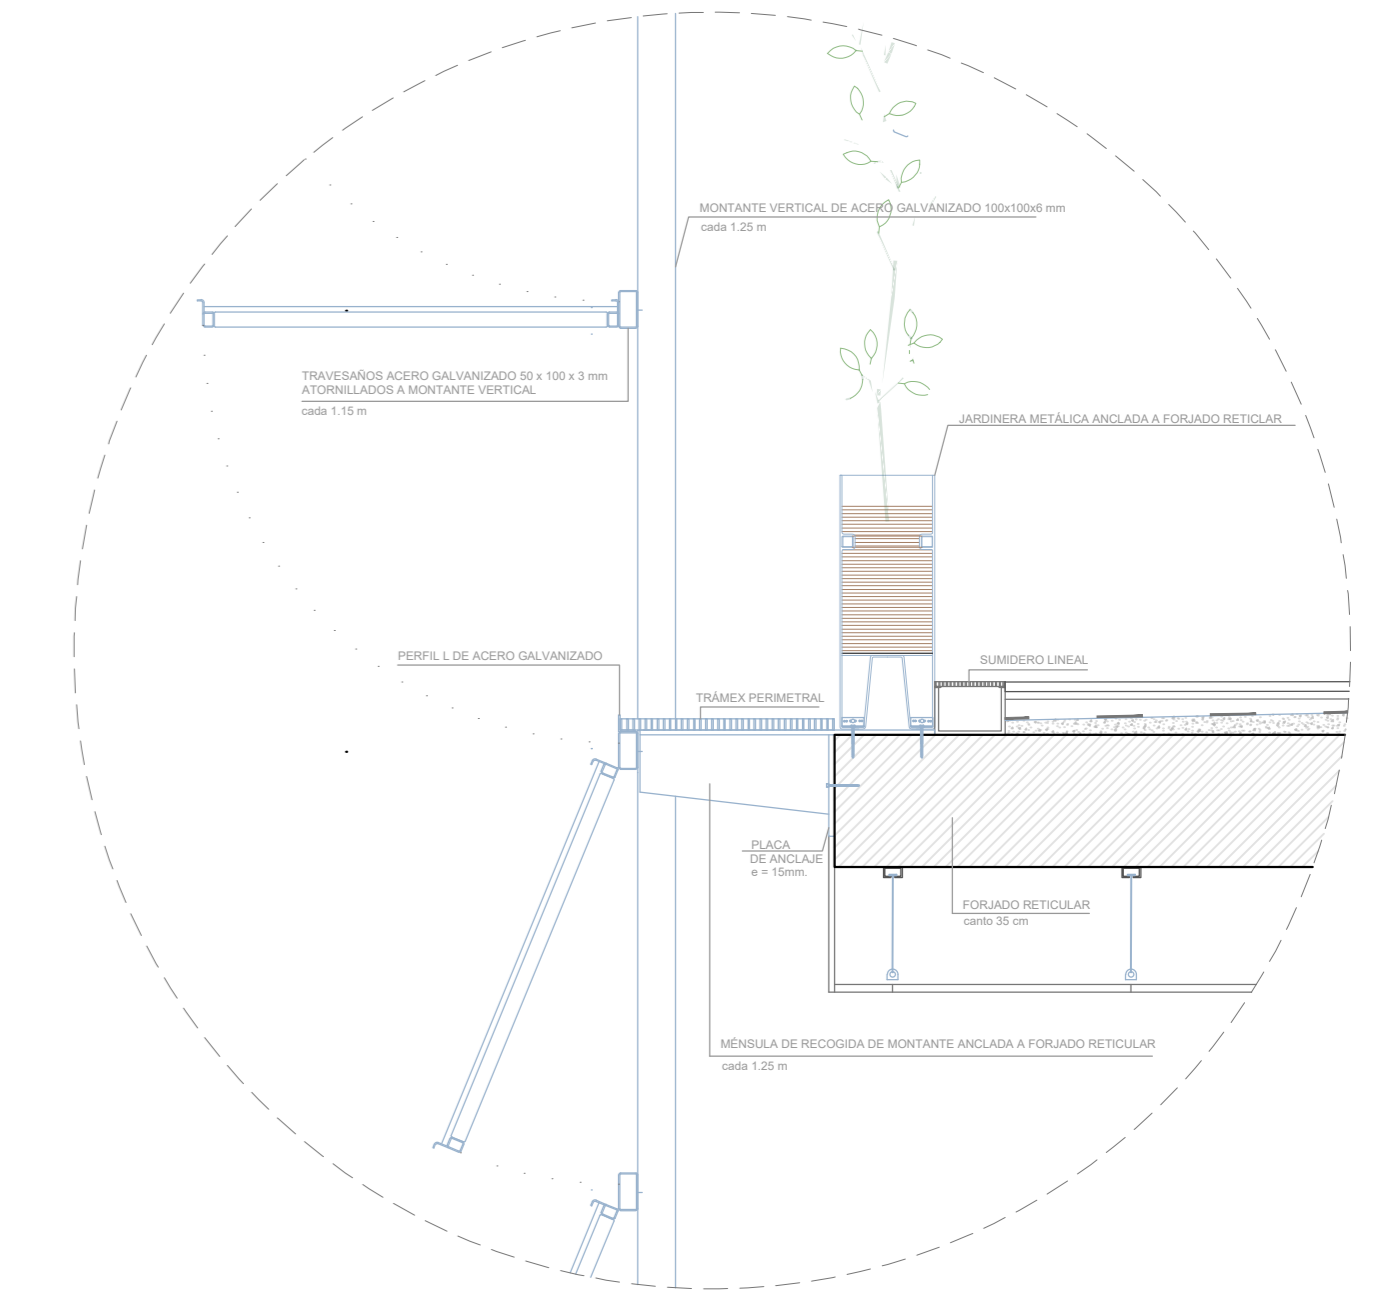 MONTANTE VERTICAL DE ACERO GALVANIZADO 100x100x6 mm
cada 1.25 m
TRAVESAÑOS ACERO GALVANIZADO 50 x 100 x 3 mm
ATORNILLADOS A MONTANTE VERTICAL
cada 1.15 m
JARDINERA METÁLICA ANCLADA A FORJADO RETICLAR
PERFIL L DE ACERO GALVANIZADO
SUMIDERO LINEAL
TRÁMEX PERIMETRAL
PLACA
DE ANCLAJE
e = 15mm.
FORJADO RETICULAR
canto 35 cm
MÉNSULA DE RECOGIDA DE MONTANTE ANCLADA A FORJADO RETICULAR
cada 1.25 m